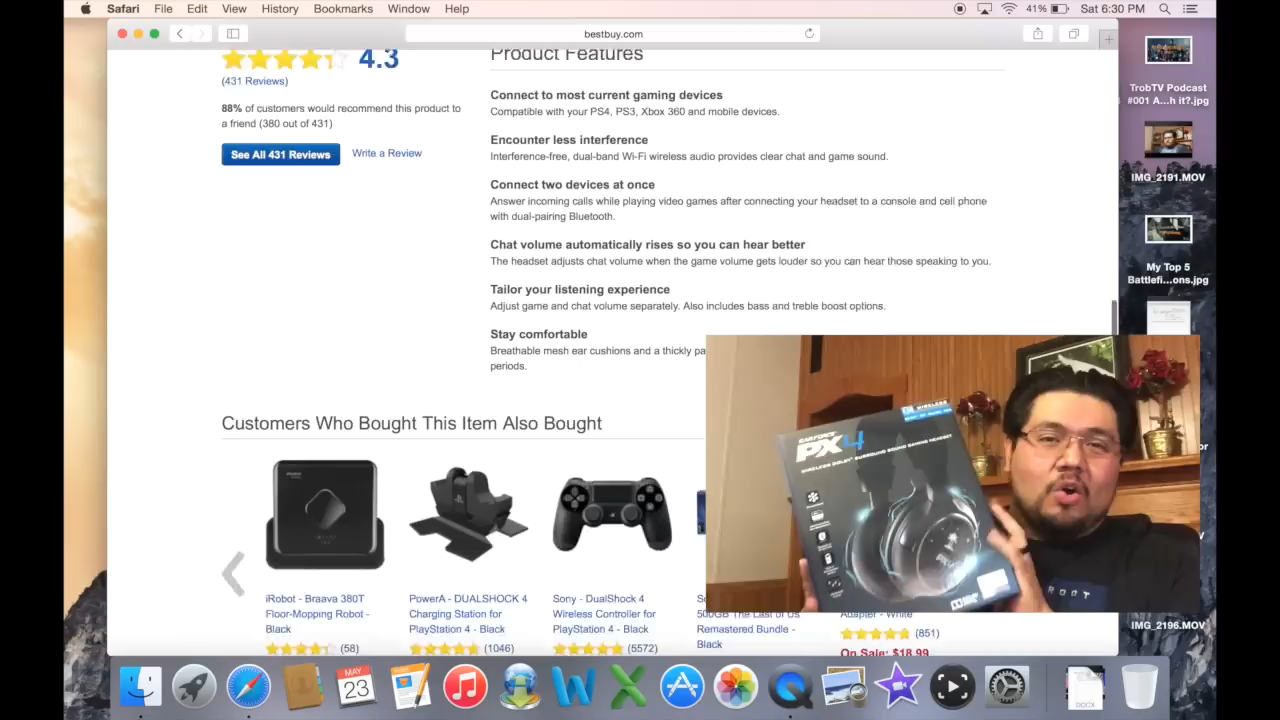 Safari File Edit View History Bookmarks Window Help
41% Sat 6:30 PM
bestbuy.com
4.3
(431 Reviews)
88% of customers would recommend this product to
a friend (380 out of 431)
See All 431 Reviews Write a Review
Product Features
Connect to most current gaming devices
Compatible with your PS4, PS3, Xbox 360 and mobile devices.
Encounter less interference
Interference-free, dual-band Wi-Fi wireless audio provides clear chat and game sound.
Connect two devices at once
Answer incoming calls while playing video games after connecting your headset to a console and cell phone
with dual-pairing Bluetooth.
Chat volume automatically rises so you can hear better
The headset adjusts chat volume when the game volume gets louder so you can hear those speaking to you.
Tailor your listening experience
Adjust game and chat volume separately. Also includes bass and treble boost options.
Stay comfortable
Breathable mesh ear cushions and a thickly
periods.
Customers Who Bought This Item Also Bought
iRobot - Braava 380T
Floor-Mopping Robot -
Black
(58)
PowerA - DUALSHOCK 4
Charging Station for
PlayStation 4 - Black
(1046)
Sony - DualShock 4
Wireless Controller for
PlayStation 4 - Black
(5572)
500GB The Last of Us
Remastered Bundle -
Black
Adapter - White
(851)
On Sale: $18.99
TrobTV Podcast
#001 A...h it?.jpg
IMG_2191.MOV
My Top 5
Battlefi...ons.jpg
IMG_2196.MOV
WIRELESS
EAR FORCE
PX4
WIRELESS DOLBY SURROUND SOUND GAMING HEADSET
MAY
23
DOCX